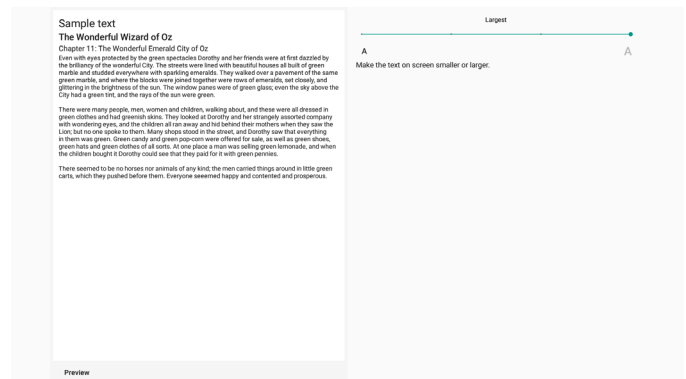 Sample text
The Wonderful Wizard of Oz
Chapter 11: The Wonderful Emerald City of Oz
Even with eyes protected by the green spectacles Dorothy and her friends were at first dazzled by
the brilliancy of the wonderful City. The streets were lined with beautiful houses all built of green
marble and studded everywhere with sparkling emeralds. They walked over a pavement of the same
green marble, and where the blocks were joined together were rows of emeralds, set closely, and
glittering in the brightness of the sun. The window panes were of green glass; even the sky above the
City had a green tint, and the rays of the sun were green.
There were many people, men, women and children, walking about, and these were all dressed in
green clothes and had greenish skins. They looked at Dorothy and her strangely assorted company
with wondering eyes, and the children all ran away and hid behind their mothers when they saw the
Lion; but no one spoke to them. Many shops stood in the street, and Dorothy saw that everything
in them was green. Green candy and green pop-corn were offered for sale, as well as green shoes,
green hats and green clothes of all sorts. At one place a man was selling green lemonade, and when
the children bought it Dorothy could see that they paid for it with green pennies.
There seemed to be no horses nor animals of any kind; the men carried things around in little green
carts, which they pushed before them. Everyone seeemed happy and contented and prosperous.
Preview
Largest
A A
Make the text on screen smaller or larger.